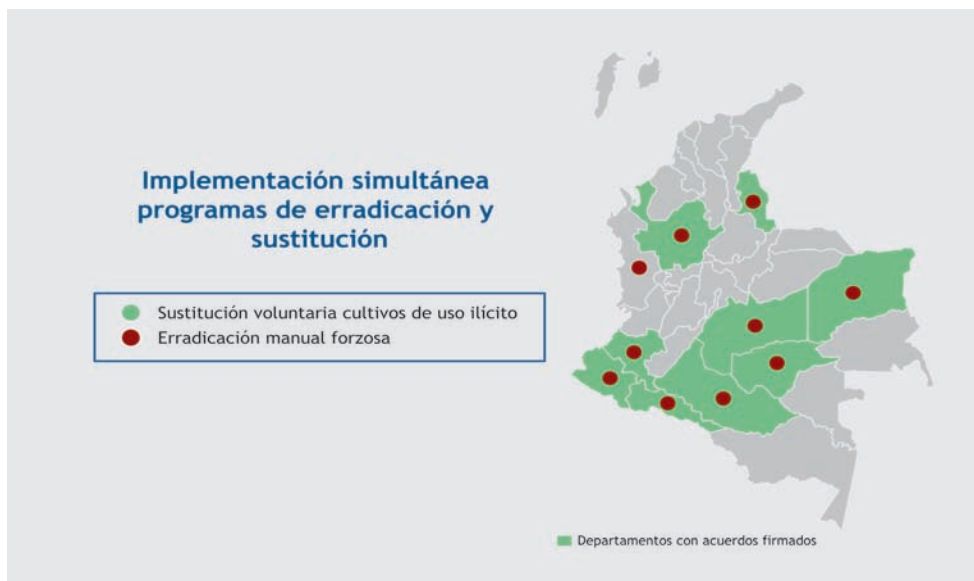 Implementación simultánea
programas de erradicación y
sustitución
Sustitución voluntaria cultivos de uso ilícito
Erradicación manual forzosa
Departamentos con acuerdos firmados